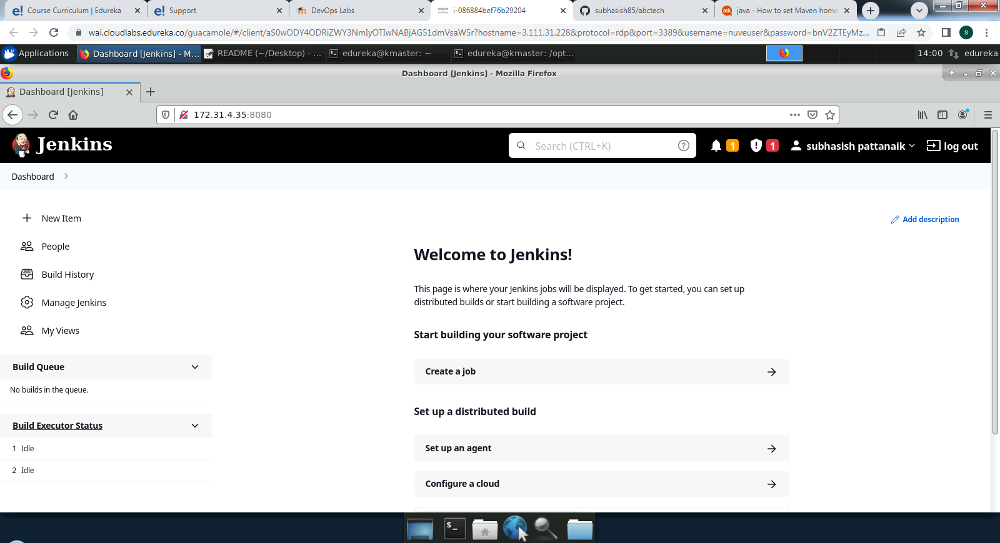 Course Curriculum | Edureka
Support
DevOps Labs
i-086884bef76b29204
subhasish85/abctech
java - How to set Maven home
wai.cloudlabs.edureka.co/guacamole/#/client/aS0wODY4ODRiZWY3NmIyOTIwNABjAG51dmVsaW5r?hostname=3.111.31.228&protocol=rdp&port=3389&username=nuveuser&password=bnV2ZTEyMz...
S
Applications
Dashboard [Jenkins] - M...
README (~/Desktop) - ...
edureka@kmaster: ~
edureka@kmaster: /opt...
14:00
edureka
Dashboard [Jenkins] - Mozilla Firefox
Dashboard [Jenkins]
172.31.4.35:8080
Jenkins
Search (CTRL+K)
1
1
subhasish pattanaik
log out
Dashboard
New Item
Add description
People
Build History
Manage Jenkins
My Views
Build Queue
No builds in the queue.
Build Executor Status
1 Idle
2 Idle
Welcome to Jenkins!
This page is where your Jenkins jobs will be displayed. To get started, you can set up
distributed builds or start building a software project.
Start building your software project
Create a job
Set up a distributed build
Set up an agent
Configure a cloud